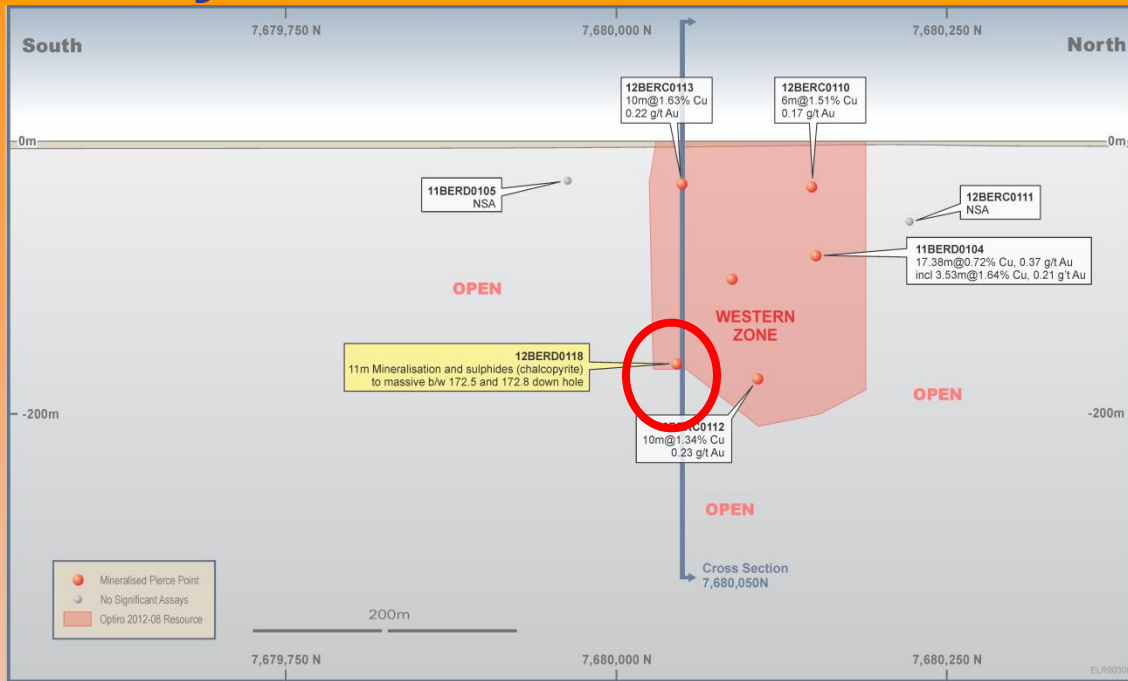 7,679,750 N
7,680,000 N
7,680,250 N
South
North
12BERC0113
10m@1.63% Cu
0.22 g/t Au
12BERC0110
6m@1.51% Cu
0.17 g/t Au
0m
0m
11BERD0105
NSA
12BERC0111
NSA
11BERD0104
17.38m@0.72% Cu, 0.37 g/t Au
incl 3.53m@1.64% Cu, 0.21 g't Au
OPEN
WESTERN
ZONE
12BERD0118
11m Mineralisation and sulphides (chalcopyrite)
to massive b/w 172.5 and 172.8 down hole
OPEN
-200m
-200m
2BERC0112
10m@1.34% Cu
0.23 g/t Au
OPEN
Cross Section
7,680,050N
Mineralised Pierce Point
No Significant Assays
Optiro 2012-08 Resource
200m
7,679,750 N
7,680,000 N
7,680,250 N